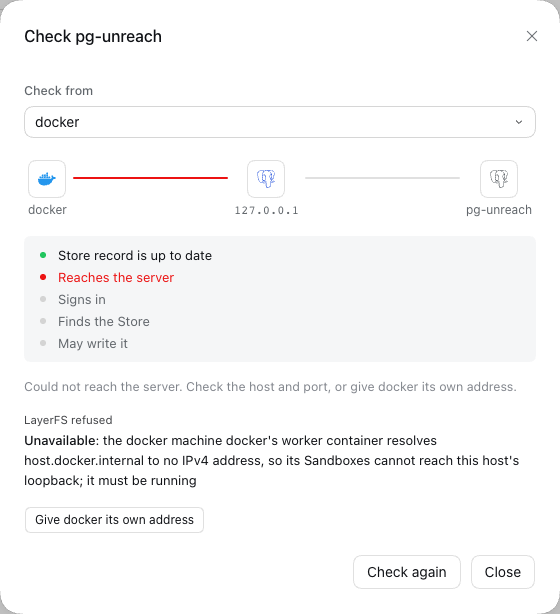 Check pg-unreach
Check from
docker
docker
127.0.0.1
pg-unreach
Store record is up to date
Reaches the server
Signs in
Finds the Store
May write it
Could not reach the server. Check the host and port, or give docker its own address.
LayerFS refused
Unavailable: the docker machine docker's worker container resolves
host.docker.internal to no IPv4 address, so its Sandboxes cannot reach this host's
loopback; it must be running
Give docker its own address
Check again
Close